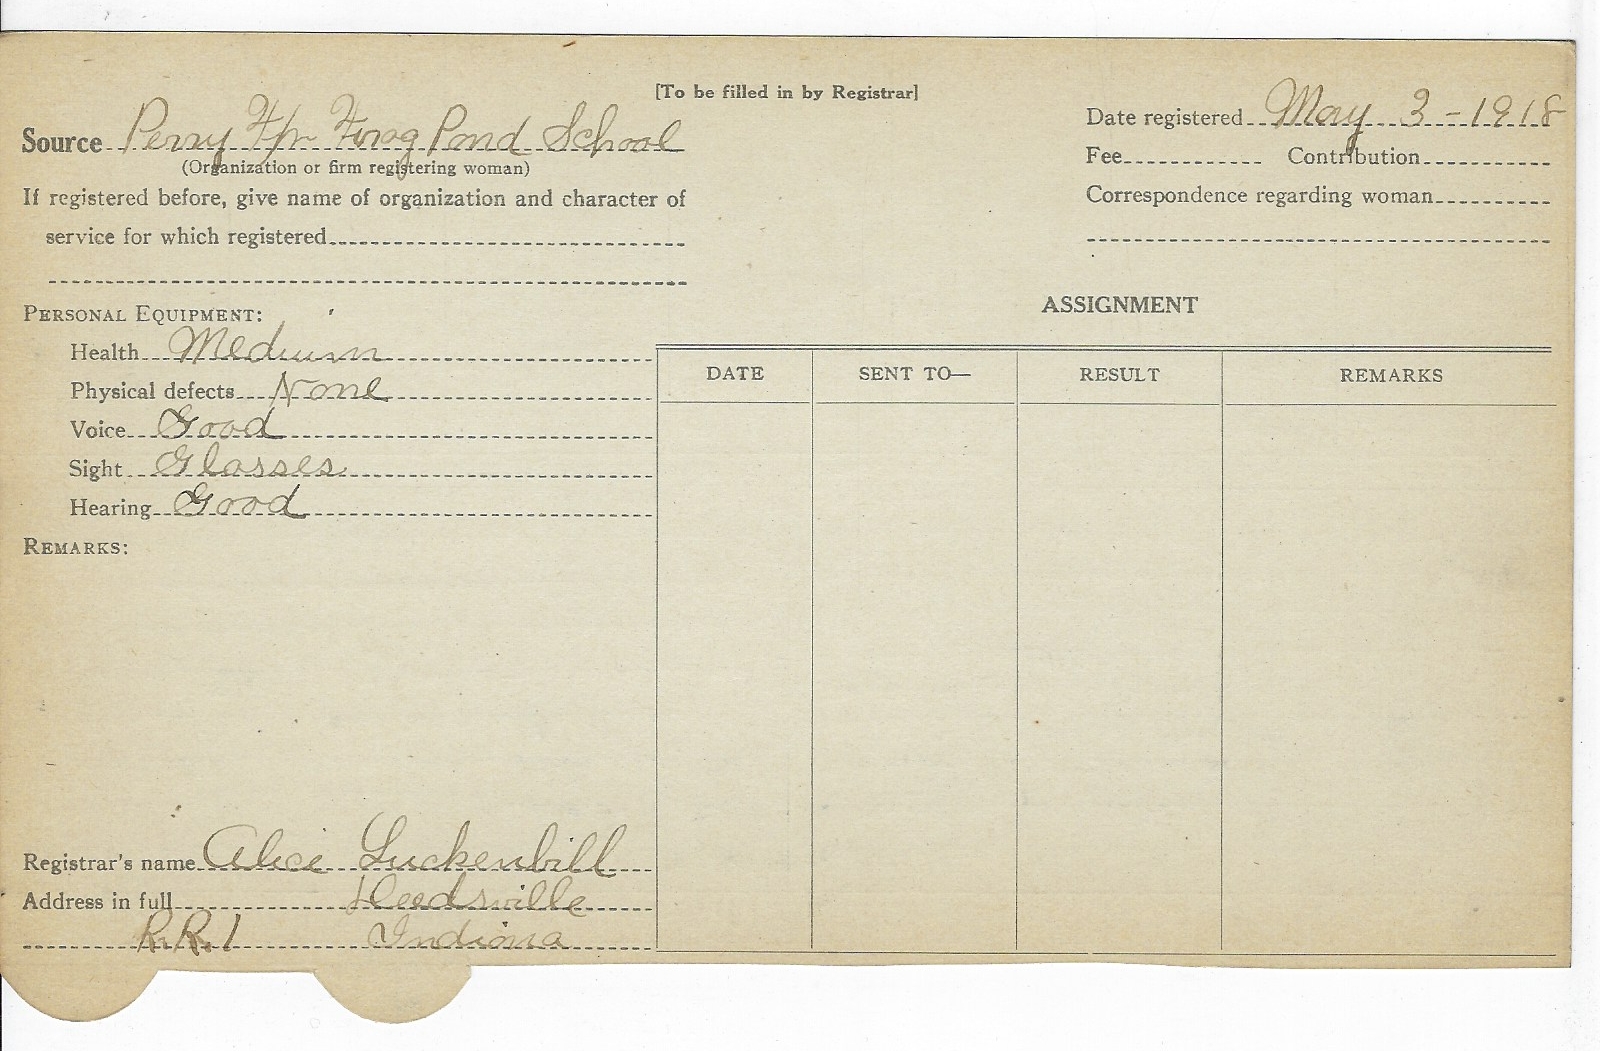 [To be filled in by Registrar]
Source Perry Tp. Frog Pond School
(Organization or firm registering woman)
If registered before, give name of organization and character of
service for which registered
Date registered May 3-1918
Fee Contribution
Correspondence regarding woman
PERSONAL EQUIPMENT:
Health Medium
Physical defects None
Voice Good
Sight Glasses
Hearing Good
REMARKS:
ASSIGNMENT
DATE SENT TO— RESULT REMARKS
Registrar's name Alice Luckenbill
Address in full Deedsville
R.R.1 Indiana